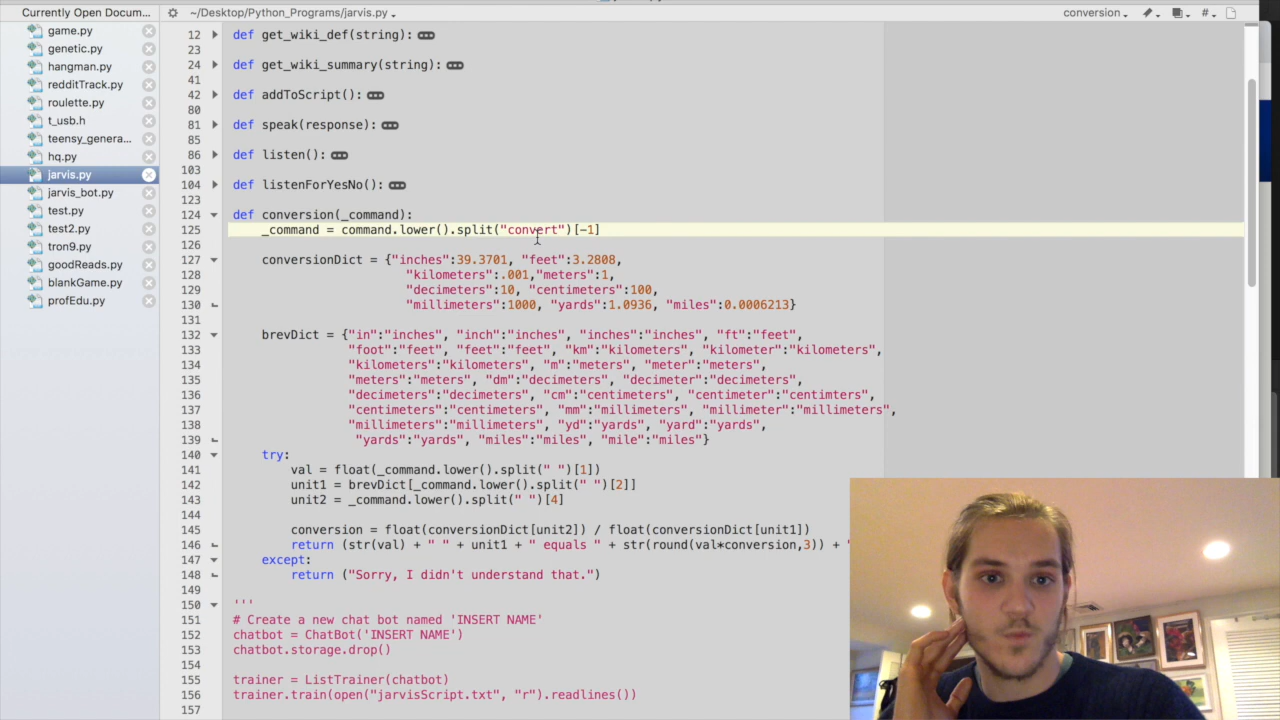 Currently Open Docum...
~/Desktop/Python_Programs/jarvis.py
conversion
#
game.py
genetic.py
hangman.py
redditTrack.py
roulette.py
t_usb.h
teensy_genera...
hq.py
jarvis.py
jarvis_bot.py
test.py
test2.py
tron9.py
goodReads.py
blankGame.py
profEdu.py
12 def get_wiki_def(string):
23
24 def get_wiki_summary(string):
41
42 def addToScript():
80
81 def speak(response):
85
86 def listen():
103
104 def listenForYesNo():
123
124 def conversion(_command):
125 _command = command.lower().split("convert")[-1]
126
127 conversionDict = {"inches":39.3701, "feet":3.2808,
128 "kilometers":.001,"meters":1,
129 "decimeters":10, "centimeters":100,
130 "millimeters":1000, "yards":1.0936, "miles":0.0006213}
131
132 brevDict = {"in":"inches", "inch":"inches", "inches":"inches", "ft":"feet",
133 "foot":"feet", "feet":"feet", "km":"kilometers", "kilometer":"kilometers",
134 "kilometers":"kilometers", "m":"meters", "meter":"meters",
135 "meters":"meters", "dm":"decimeters", "decimeter":"decimeters",
136 "decimeters":"decimeters", "cm":"centimeters", "centimeter":"centimters",
137 "centimeters":"centimeters", "mm":"millimeters", "millimeter":"millimeters",
138 "millimeters":"millimeters", "yd":"yards", "yard":"yards",
139 "yards":"yards", "miles":"miles", "mile":"miles"}
140 try:
141 val = float(_command.lower().split(" ")[1])
142 unit1 = brevDict[_command.lower().split(" ")[2]]
143 unit2 = _command.lower().split(" ")[4]
144
145 conversion = float(conversionDict[unit2]) / float(conversionDict[unit1])
146 return (str(val) + " " + unit1 + " equals " + str(round(val*conversion,3)) + "
147 except:
148 return ("Sorry, I didn't understand that.")
149
150 '''
151 # Create a new chat bot named 'INSERT NAME'
152 chatbot = ChatBot('INSERT NAME')
153 chatbot.storage.drop()
154
155 trainer = ListTrainer(chatbot)
156 trainer.train(open("jarvisScript.txt", "r") dlines())
157